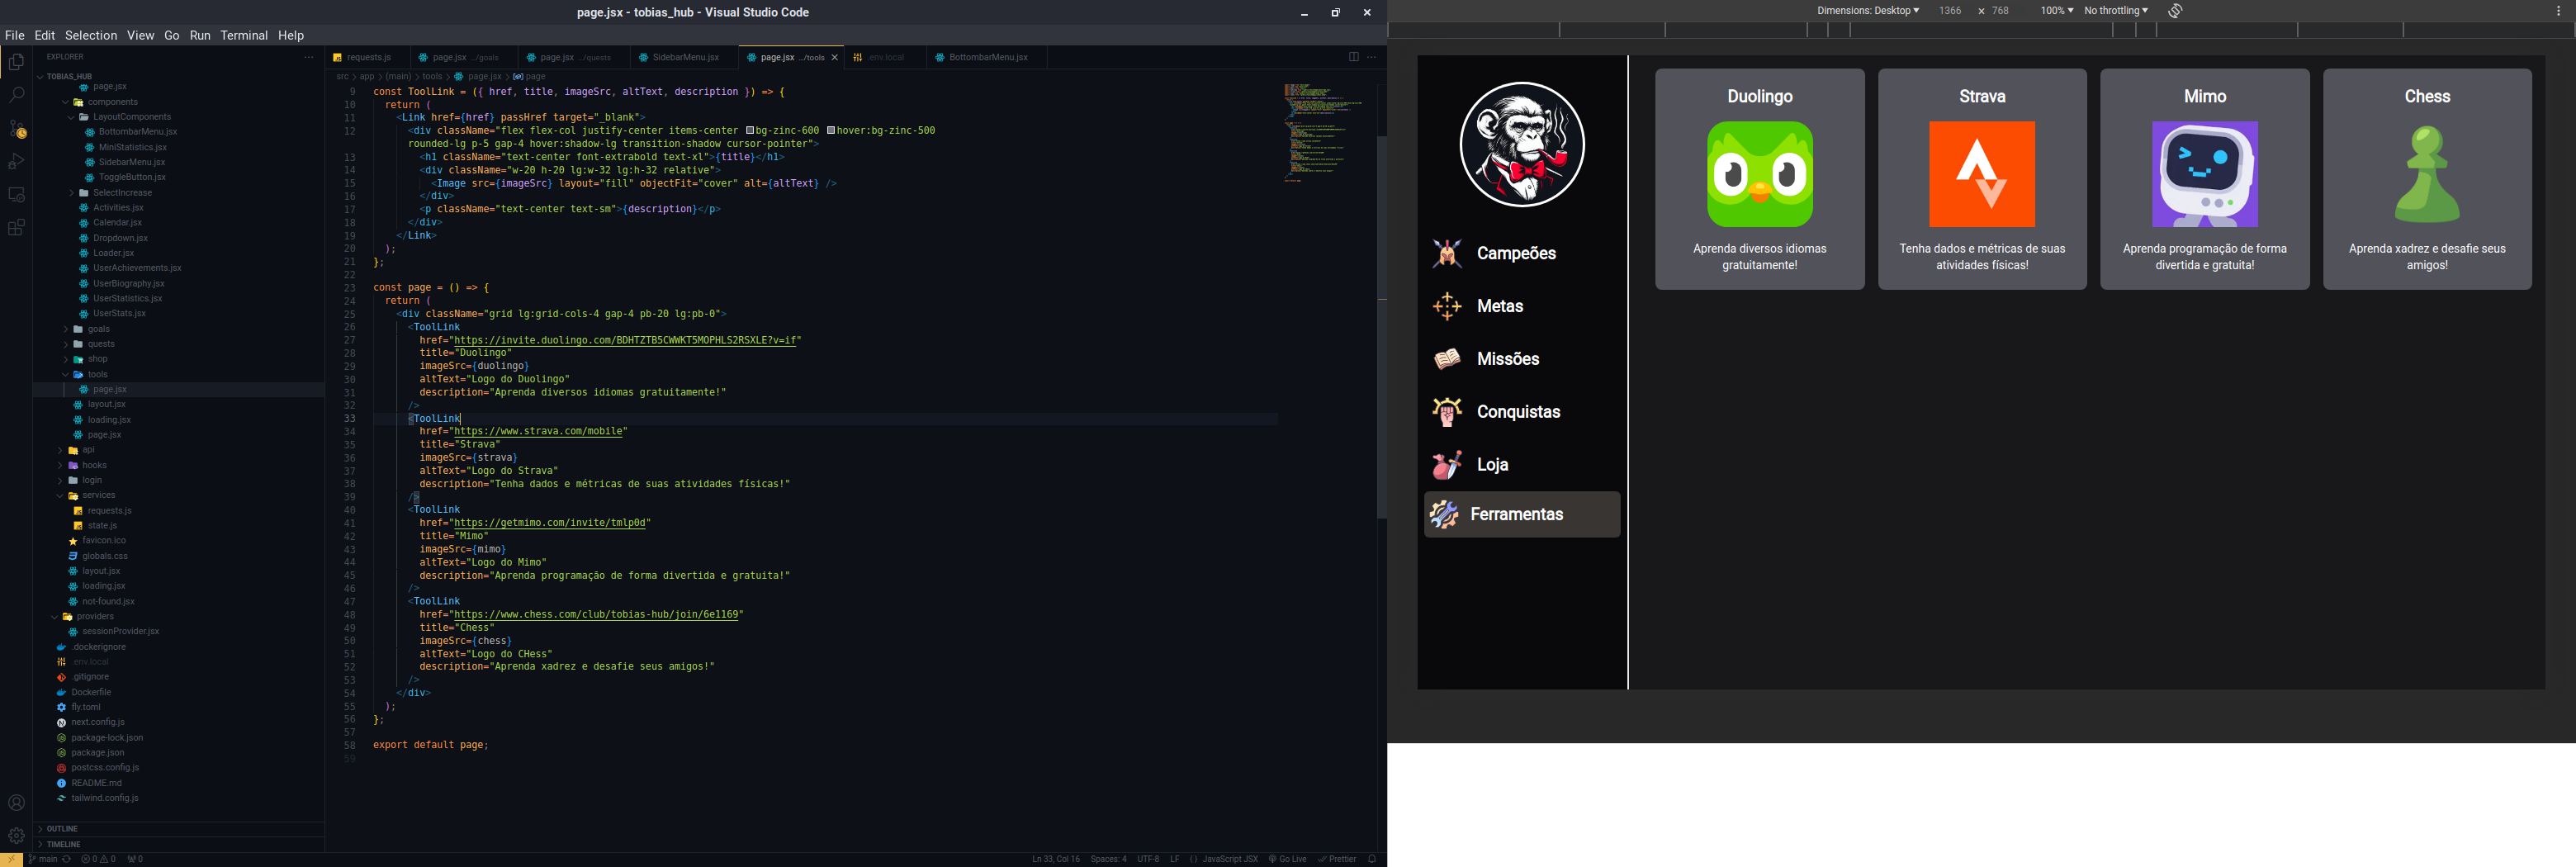 page.jsx - tobias_hub - Visual Studio Code
File Edit Selection View Go Run Terminal Help
EXPLORER
TOBIAS_HUB
page.jsx
components
LayoutComponents
BottombarMenu.jsx
MiniStatistics.jsx
SidebarMenu.jsx
ToggleButton.jsx
SelectIncrease
Activities.jsx
Calendar.jsx
Dropdown.jsx
Loader.jsx
UserAchievements.jsx
UserBiography.jsx
UserStatistics.jsx
UserStats.jsx
goals
quests
shop
tools
page.jsx
layout.jsx
loading.jsx
page.jsx
api
hooks
login
services
requests.js
state.js
favicon.ico
globals.css
layout.jsx
loading.jsx
not-found.jsx
providers
sessionProvider.jsx
.dockerignore
.env.local
.gitignore
Dockerfile
fly.toml
next.config.js
package-lock.json
package.json
postcss.config.js
README.md
tailwind.config.js
OUTLINE
TIMELINE
requests.js page.jsx .../goals page.jsx .../quests SidebarMenu.jsx page.jsx .../tools .env.local BottombarMenu.jsx
src > app > (main) > tools > page.jsx > page
9 const ToolLink = ({ href, title, imageSrc, altText, description }) => {
10 return (
11 <Link href={href} passHref target="_blank">
12 <div className="flex flex-col justify-center items-center bg-zinc-600 hover:bg-zinc-500
rounded-lg p-5 gap-4 hover:shadow-lg transition-shadow cursor-pointer">
13 <h1 className="text-center font-extrabold text-xl">{title}</h1>
14 <div className="w-20 h-20 lg:w-32 lg:h-32 relative">
15 <Image src={imageSrc} layout="fill" objectFit="cover" alt={altText} />
16 </div>
17 <p className="text-center text-sm">{description}</p>
18 </div>
19 </Link>
20 );
21 };
22
23 const page = () => {
24 return (
25 <div className="grid lg:grid-cols-4 gap-4 pb-20 lg:pb-0">
26 <ToolLink
27 href="https://invite.duolingo.com/BDHTZTB5CWWKT5MOPHLS2RSXLE?v=if"
28 title="Duolingo"
29 imageSrc={duolingo}
30 altText="Logo do Duolingo"
31 description="Aprenda diversos idiomas gratuitamente!"
32 />
33 <ToolLink
34 href="https://www.strava.com/mobile"
35 title="Strava"
36 imageSrc={strava}
37 altText="Logo do Strava"
38 description="Tenha dados e métricas de suas atividades físicas!"
39 />
40 <ToolLink
41 href="https://getmimo.com/invite/tmlp0d"
42 title="Mimo"
43 imageSrc={mimo}
44 altText="Logo do Mimo"
45 description="Aprenda programação de forma divertida e gratuita!"
46 />
47 <ToolLink
48 href="https://www.chess.com/club/tobias-hub/join/6e1169"
49 title="Chess"
50 imageSrc={chess}
51 altText="Logo do CHess"
52 description="Aprenda xadrez e desafie seus amigos!"
53 />
54 </div>
55 );
56 };
57
58 export default page;
59
main 0 0 0 Ln 33, Col 16 Spaces: 4 UTF-8 LF {} JavaScript JSX Go Live Prettier
Dimensions: Desktop 1366 × 768 100% No throttling
Campeões
Metas
Missões
Conquistas
Loja
Ferramentas
Duolingo
Aprenda diversos idiomas
gratuitamente!
Strava
Tenha dados e métricas de suas
atividades físicas!
Mimo
Aprenda programação de forma
divertida e gratuita!
Chess
Aprenda xadrez e desafie seus
amigos!